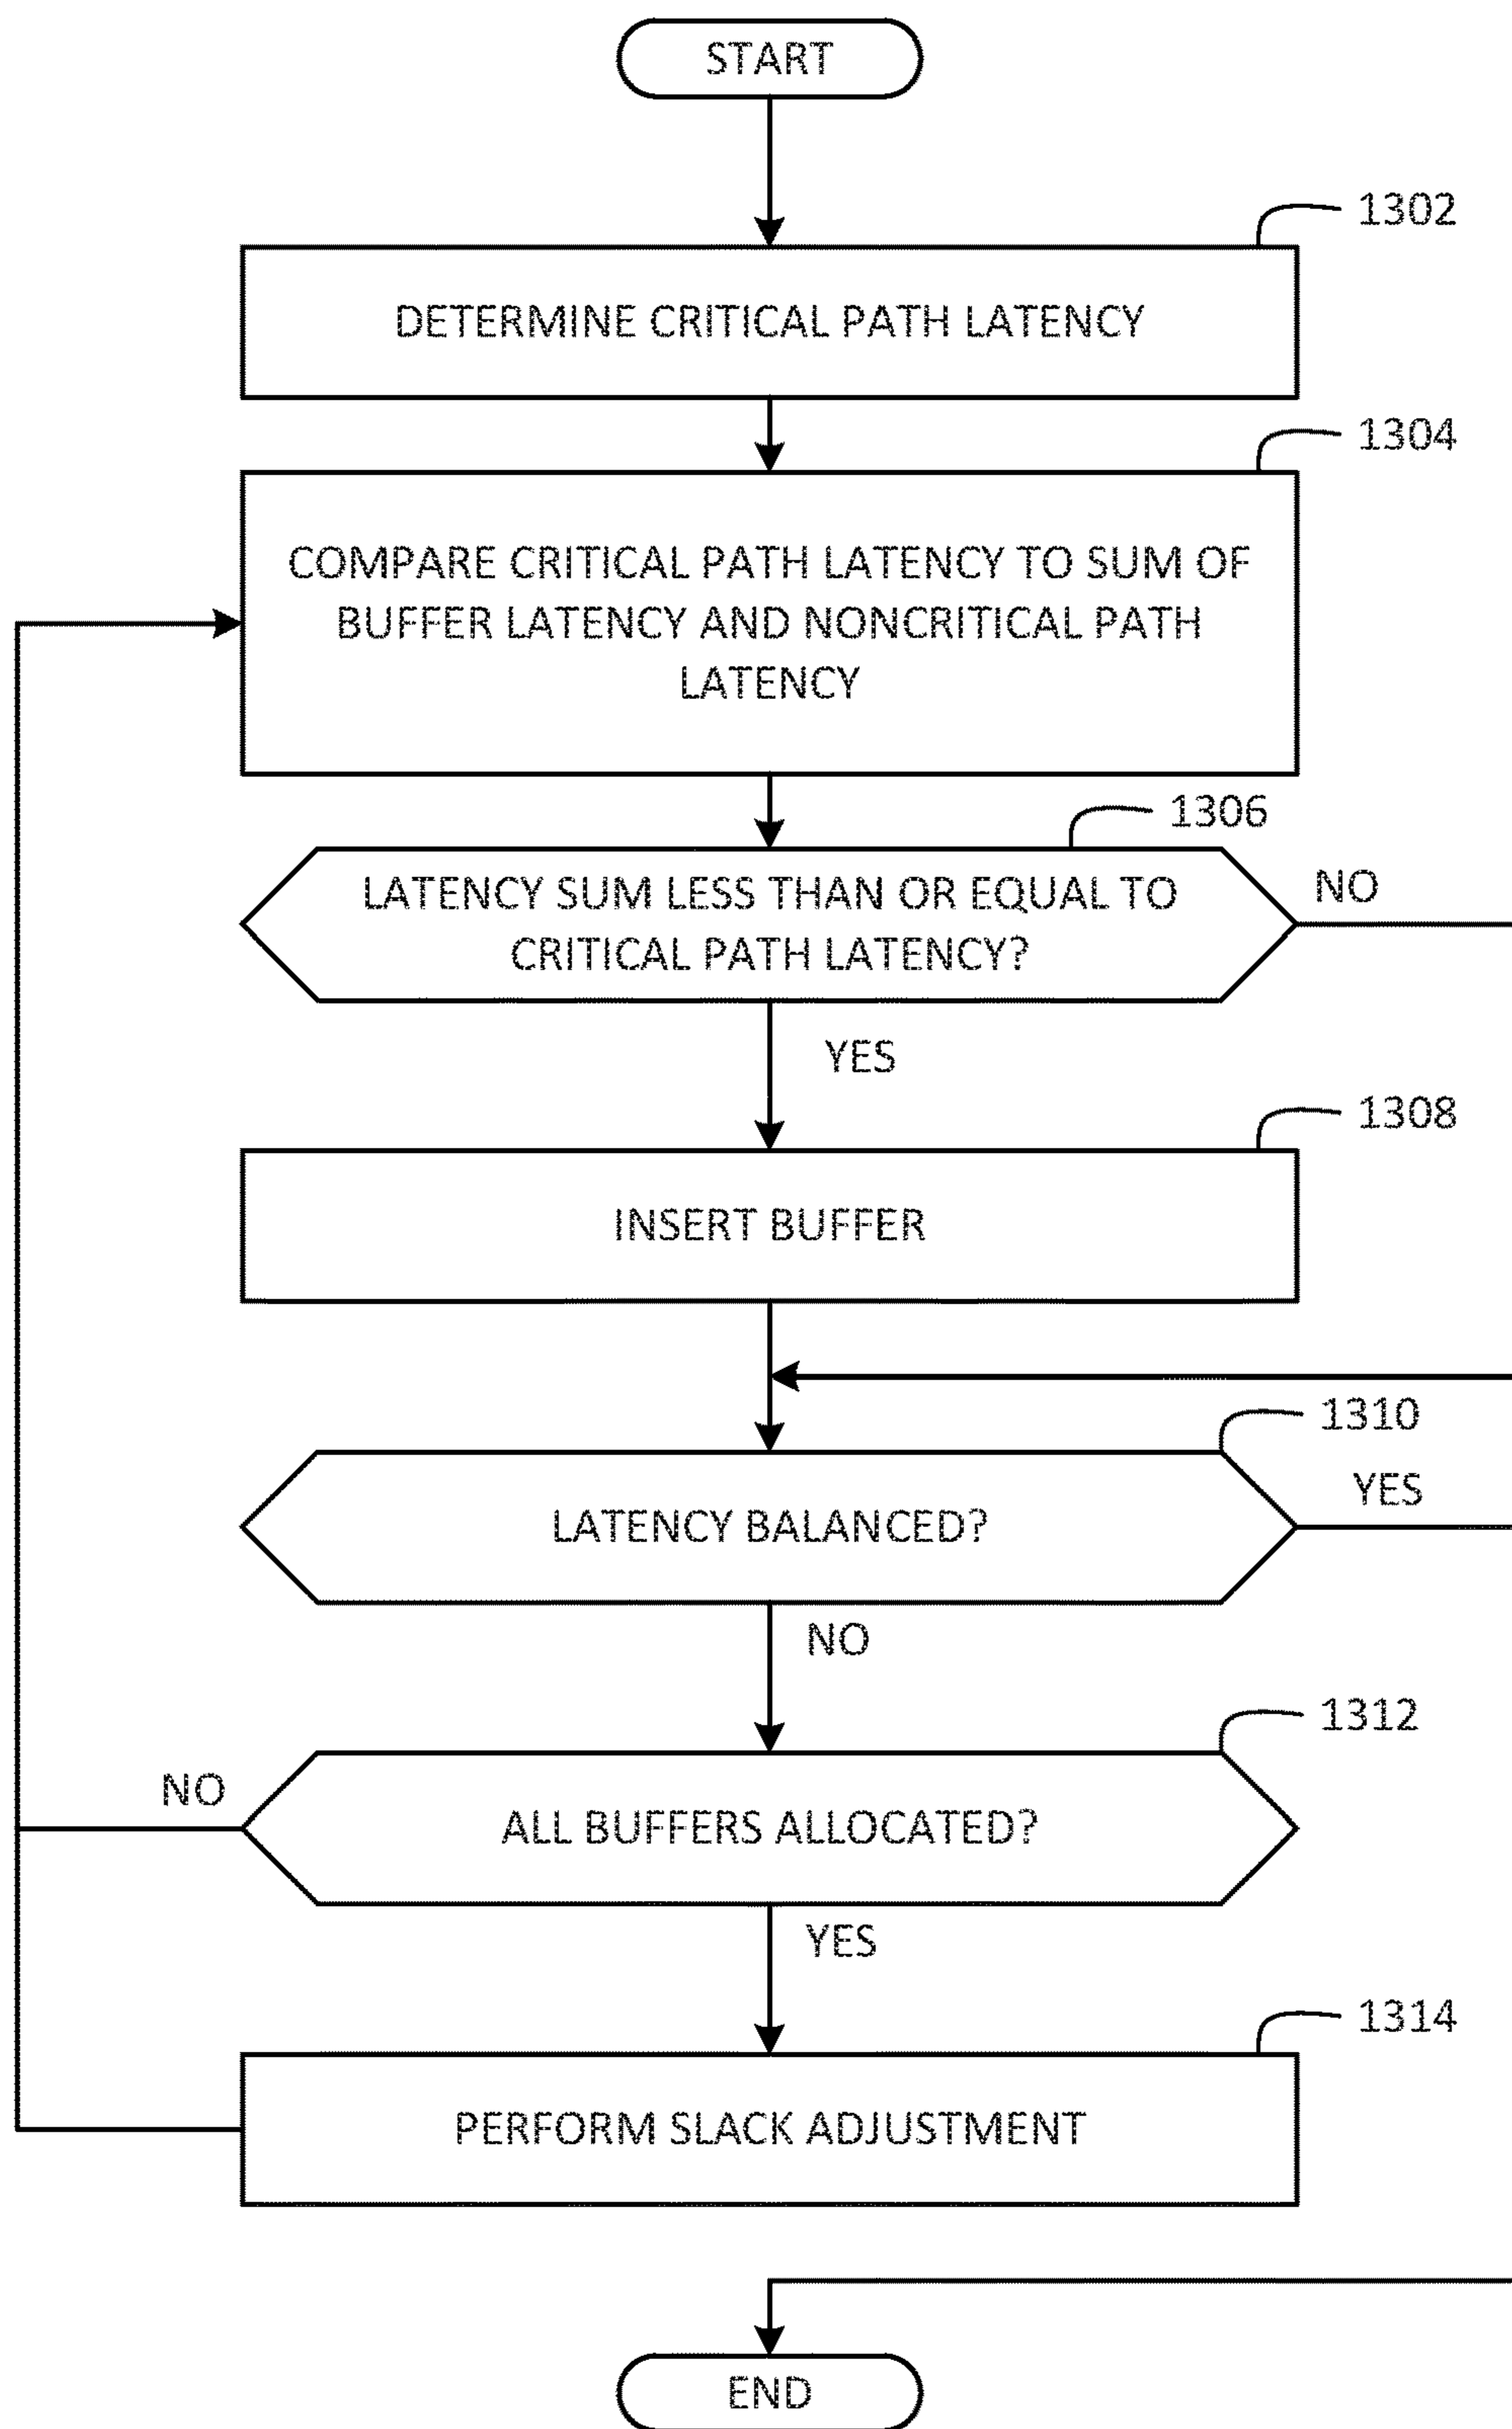 START
1302
DETERMINE CRITICAL PATH LATENCY
1304
COMPARE CRITICAL PATH LATENCY TO SUM OF
BUFFER LATENCY AND NONCRITICAL PATH
LATENCY
1306
LATENCY SUM LESS THAN OR EQUAL TO
CRITICAL PATH LATENCY?
NO
YES
1308
INSERT BUFFER
1310
LATENCY BALANCED?
YES
NO
1312
NO
ALL BUFFERS ALLOCATED?
YES
1314
PERFORM SLACK ADJUSTMENT
END